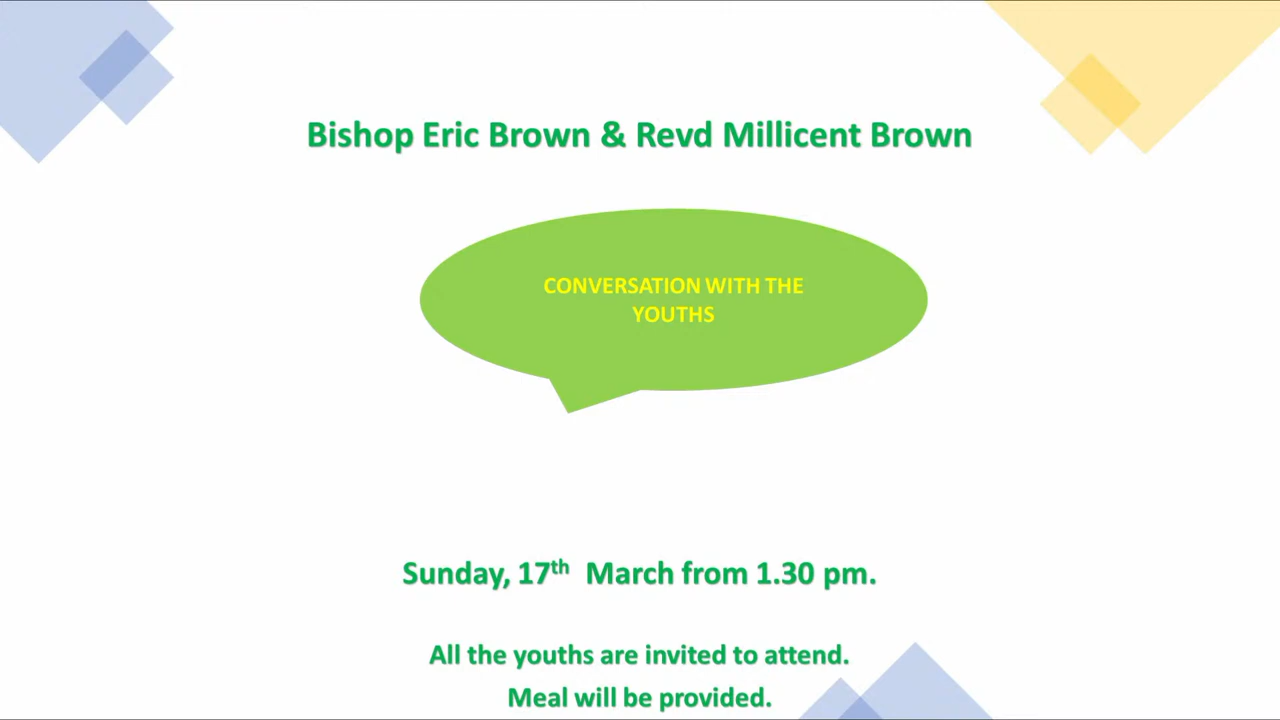 Bishop Eric Brown & Revd Millicent Brown
CONVERSATION WITH THE
YOUTHS
Sunday, 17th March from 1.30 pm.
All the youths are invited to attend.
Meal will be provided.